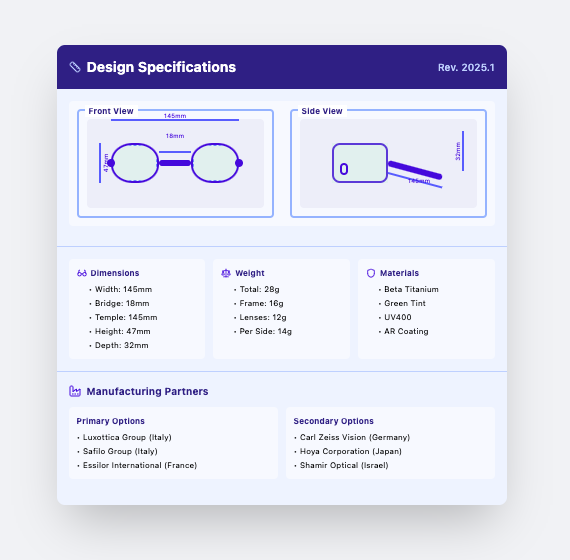 Design Specifications
Rev. 2025.1
Front View
145mm
18mm
47mm
Side View
32mm
145mm
Dimensions
• Width: 145mm
• Bridge: 18mm
• Temple: 145mm
• Height: 47mm
• Depth: 32mm
Weight
• Total: 28g
• Frame: 16g
• Lenses: 12g
• Per Side: 14g
Materials
• Beta Titanium
• Green Tint
• UV400
• AR Coating
Manufacturing Partners
Primary Options
• Luxottica Group (Italy)
• Safilo Group (Italy)
• Essilor International (France)
Secondary Options
• Carl Zeiss Vision (Germany)
• Hoya Corporation (Japan)
• Shamir Optical (Israel)